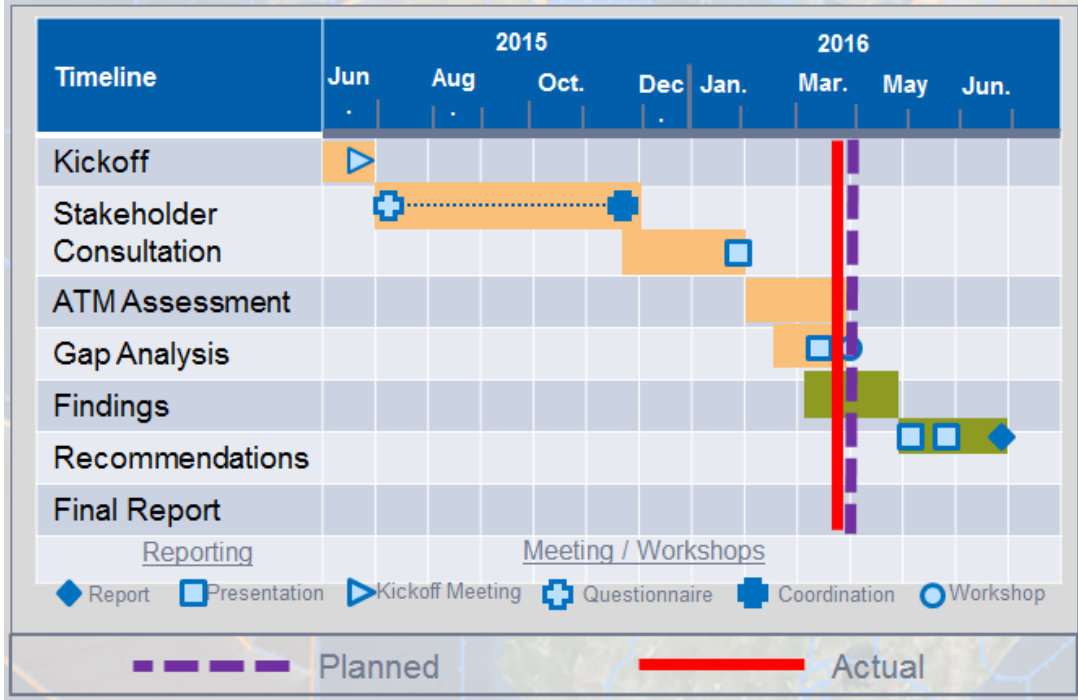 Timeline
2015
2016
Jun
.
Aug
.
Oct.
Dec
.
Jan.
Mar.
May
Jun.
Kickoff
Stakeholder
Consultation
ATM Assessment
Gap Analysis
Findings
Recommendations
Final Report
Reporting
Meeting / Workshops
Report
Presentation
Kickoff Meeting
Questionnaire
Coordination
Workshop
Planned
Actual